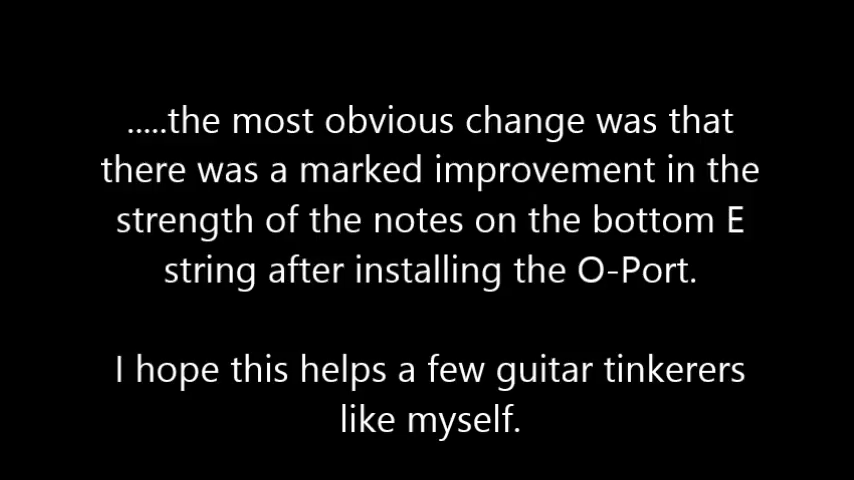 .....the most obvious change was that
there was a marked improvement in the
strength of the notes on the bottom E
string after installing the O-Port.
I hope this helps a few guitar tinkerers
like myself.